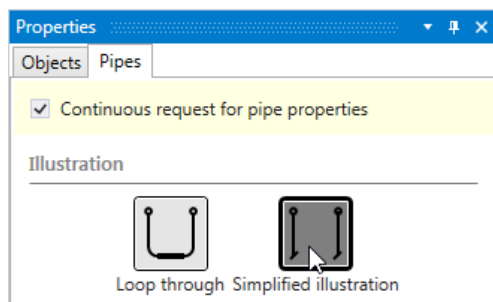 Properties
Objects Pipes
Continuous request for pipe properties
Illustration
Loop through Simplified illustration